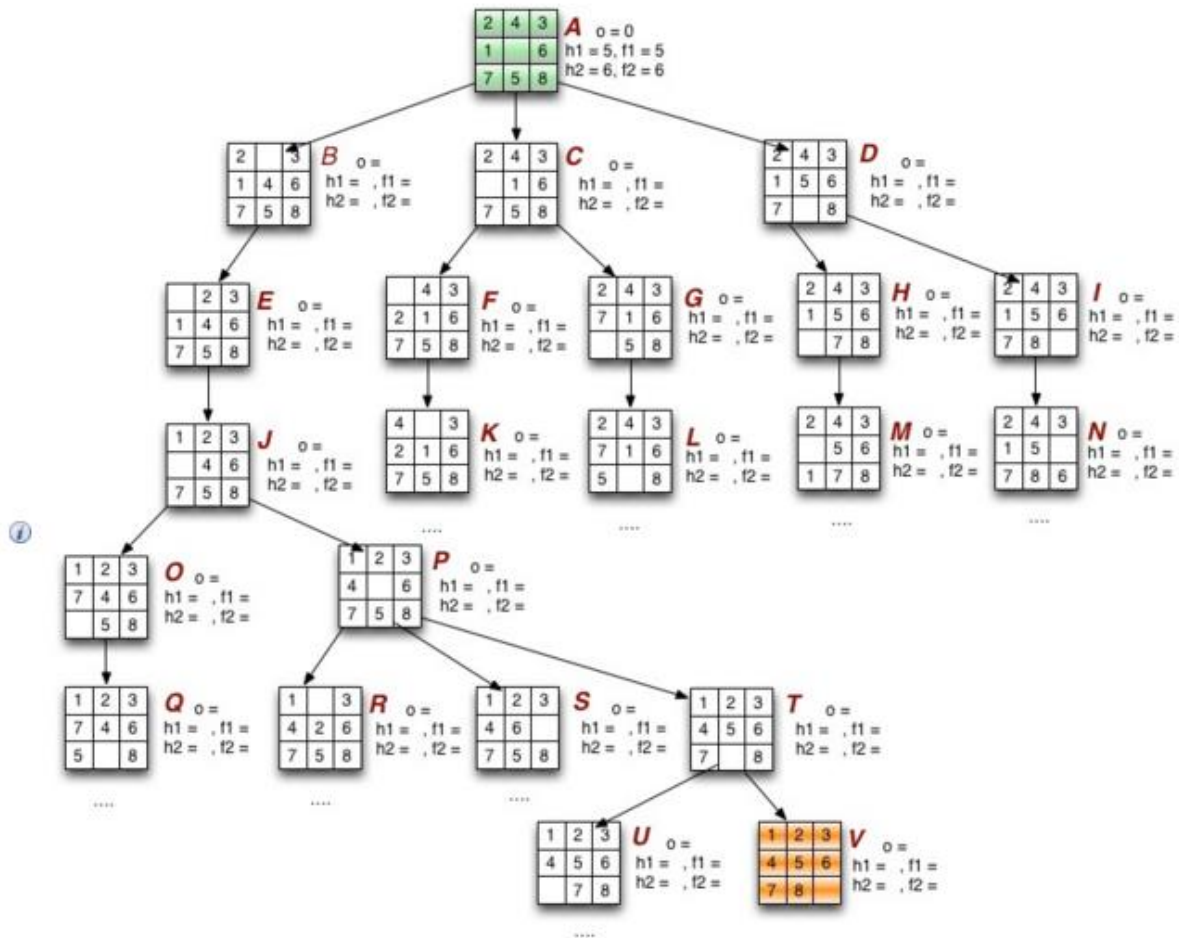 2 4 3
1 6
7 5 8
A o = 0
h1 = 5, f1 = 5
h2 = 6, f2 = 6
2 3
1 4 6
7 5 8
B o =
h1 = , f1 =
h2 = , f2 =
2 4 3
1 6
7 5 8
C o =
h1 = , f1 =
h2 = , f2 =
2 4 3
1 5 6
7 8
D o =
h1 = , f1 =
h2 = , f2 =
2 3
1 4 6
7 5 8
E o =
h1 = , f1 =
h2 = , f2 =
4 3
2 1 6
7 5 8
F o =
h1 = , f1 =
h2 = , f2 =
2 4 3
7 1 6
5 8
G o =
h1 = , f1 =
h2 = , f2 =
2 4 3
1 5 6
7 8
H o =
h1 = , f1 =
h2 = , f2 =
2 4 3
1 5 6
7 8
I o =
h1 = , f1 =
h2 = , f2 =
1 2 3
4 6
7 5 8
J o =
h1 = , f1 =
h2 = , f2 =
4 3
2 1 6
7 5 8
K o =
h1 = , f1 =
h2 = , f2 =
....
2 4 3
7 1 6
5 8
L o =
h1 = , f1 =
h2 = , f2 =
....
2 4 3
5 6
1 7 8
M o =
h1 = , f1 =
h2 = , f2 =
....
2 4 3
1 5
7 8 6
N o =
h1 = , f1 =
h2 = , f2 =
....
i
1 2 3
7 4 6
5 8
O o =
h1 = , f1 =
h2 = , f2 =
1 2 3
4 6
7 5 8
P o =
h1 = , f1 =
h2 = , f2 =
1 2 3
7 4 6
5 8
Q o =
h1 = , f1 =
h2 = , f2 =
....
1 3
4 2 6
7 5 8
R o =
h1 = , f1 =
h2 = , f2 =
....
1 2 3
4 6
7 5 8
S o =
h1 = , f1 =
h2 = , f2 =
....
1 2 3
4 5 6
7 8
T o =
h1 = , f1 =
h2 = , f2 =
1 2 3
4 5 6
7 8
U o =
h1 = , f1 =
h2 = , f2 =
....
1 2 3
4 5 6
7 8
V o =
h1 = , f1 =
h2 = , f2 =